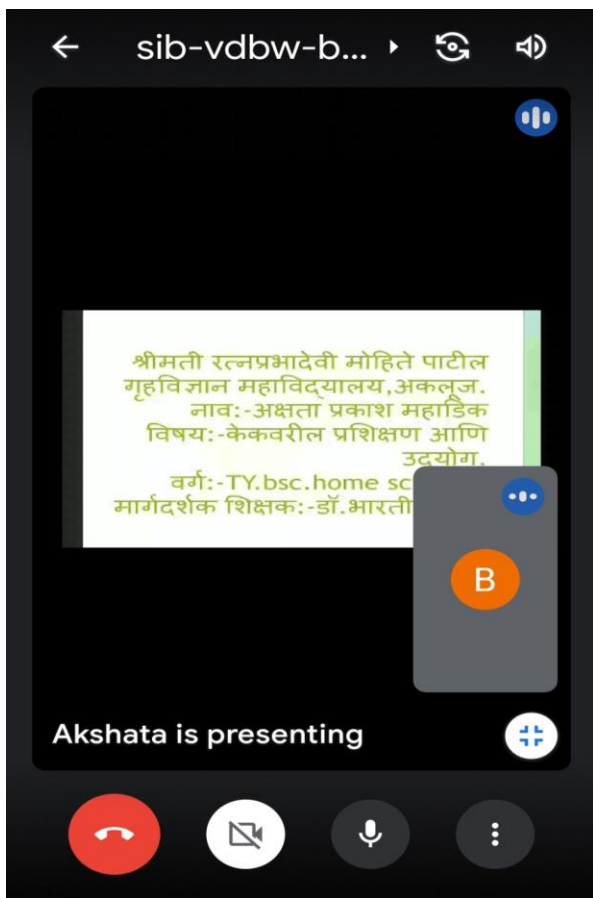 sib-vdbw-b...
श्रीमती रत्नप्रभादेवी मोहिते पाटील
गृहविज्ञान महाविद्यालय,अकलूज.
नाव:-अक्षता प्रकाश महाडिक
विषय:-केकवरील प्रशिक्षण आणि
उद्योग.
वर्ग:-TY.bsc.home sc
मार्गदर्शक शिक्षक:-डॉ.भारती
B
Akshata is presenting